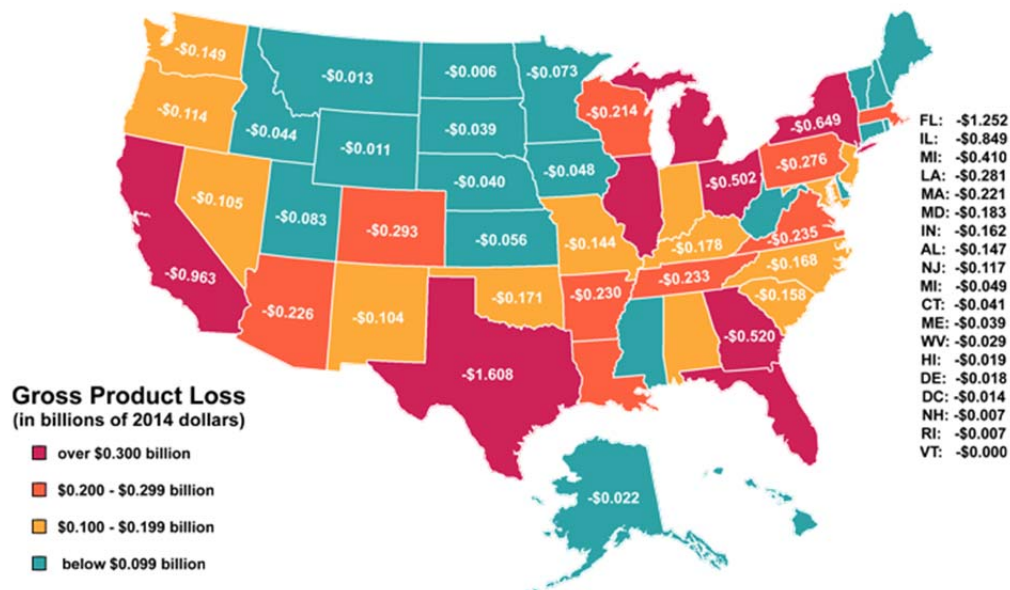 -$0.149
-$0.013
-$0.006
-$0.073
-$0.114
-$0.214
-$0.649
-$0.044
-$0.039
-$0.011
-$0.276
-$0.048
-$0.502
-$0.040
-$0.105
-$0.083
-$0.293
-$0.056
-$0.144
-$0.178
-$0.235
-$0.963
-$0.168
-$0.233
-$0.171
-$0.230
-$0.158
-$0.226
-$0.104
-$0.520
-$1.608
-$0.022
FL: -$1.252
IL: -$0.849
MI: -$0.410
LA: -$0.281
MA: -$0.221
MD: -$0.183
IN: -$0.162
AL: -$0.147
NJ: -$0.117
MI: -$0.049
CT: -$0.041
ME: -$0.039
WV: -$0.029
HI: -$0.019
DE: -$0.018
DC: -$0.014
NH: -$0.007
RI: -$0.007
VT: -$0.000
Gross Product Loss
(in billions of 2014 dollars)
over $0.300 billion
$0.200 - $0.299 billion
$0.100 - $0.199 billion
below $0.099 billion